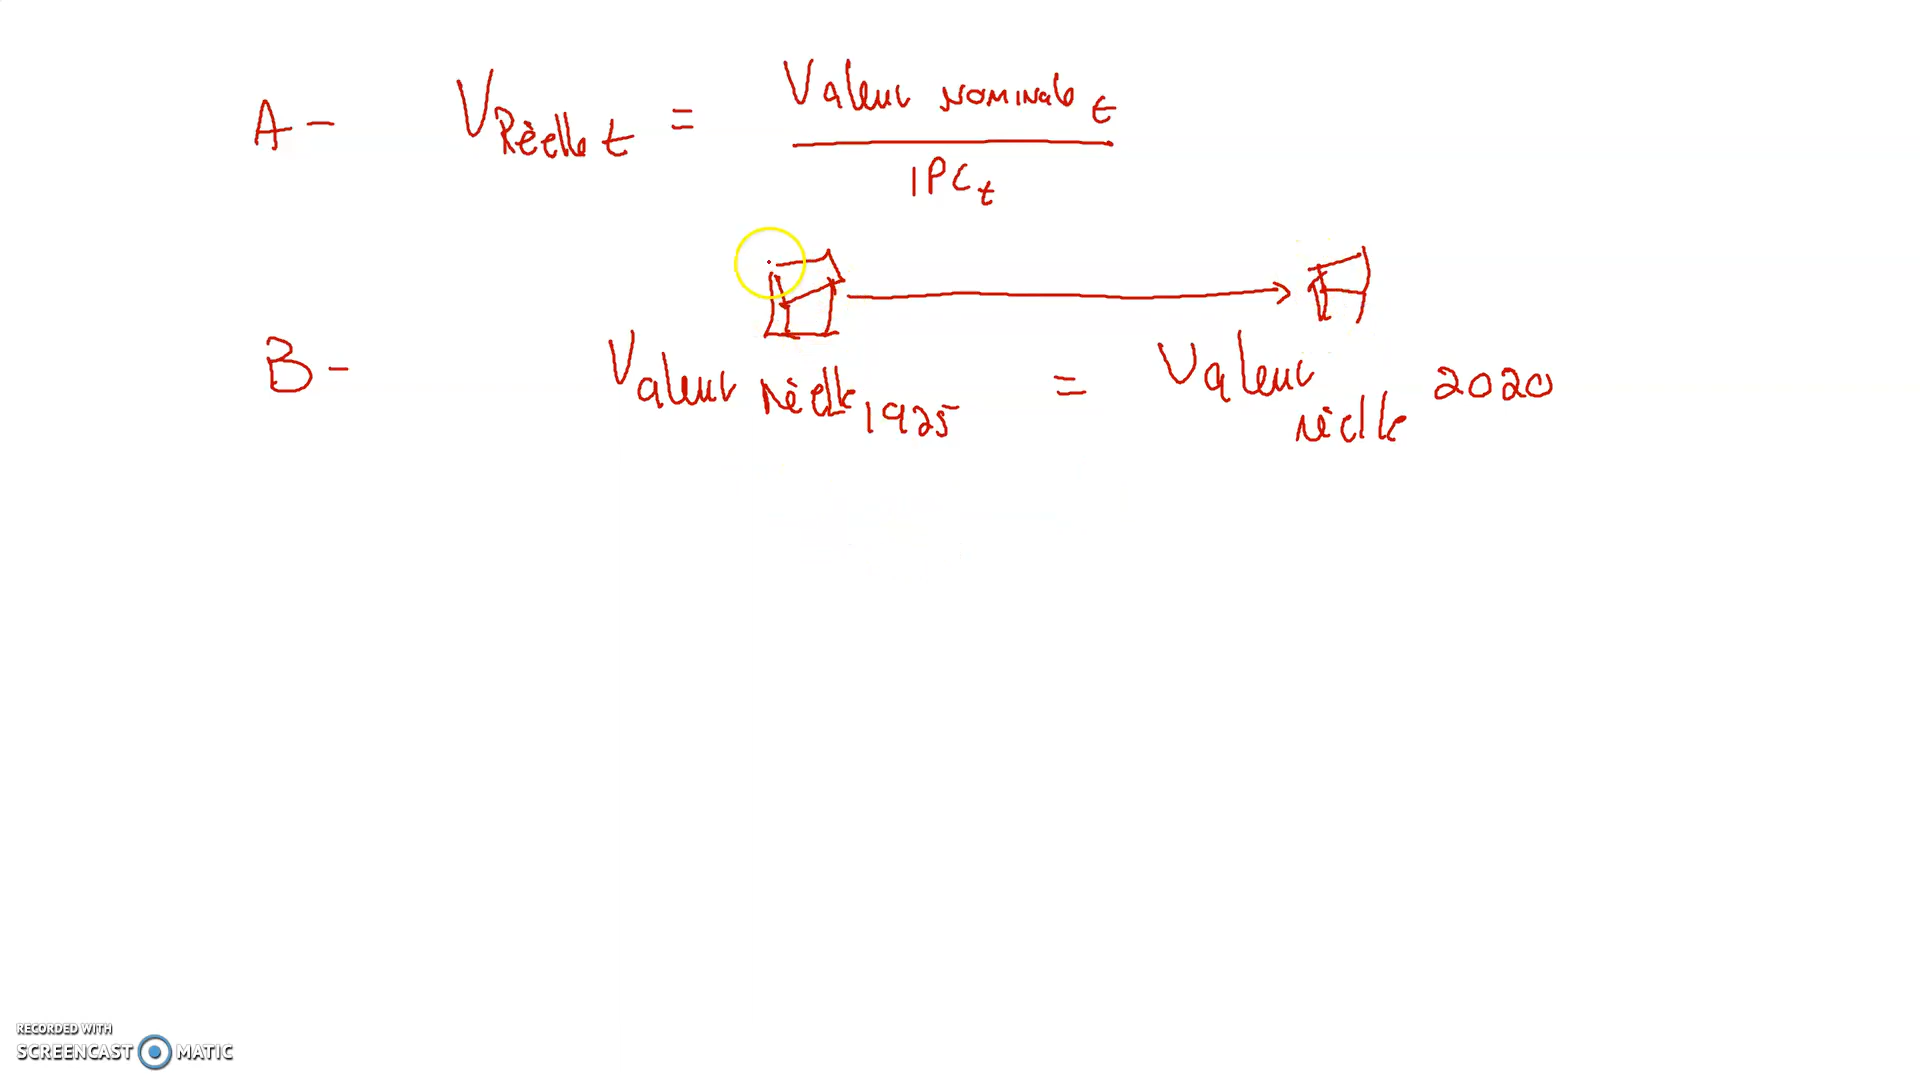 A- V Réelle t = Valeur nominale t
IPC t
B- Valeur réelle 1925 = Valeur réelle 2020
RECORDED WITH
SCREENCAST MATIC